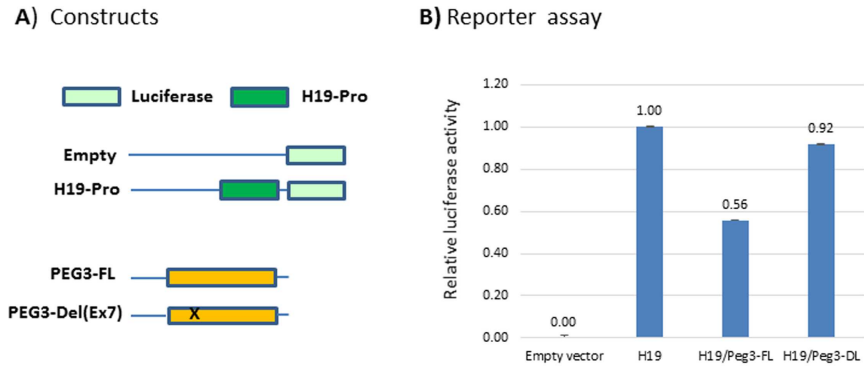 A) Constructs
Luciferase
H19-Pro
Empty
H19-Pro
PEG3-FL
PEG3-Del(Ex7)
X
B) Reporter assay
Relative luciferase activity
1.20
1.00
0.80
0.60
0.40
0.20
0.00
0.00
1.00
0.56
0.92
Empty vector
H19
H19/Peg3-FL
H19/Peg3-DL